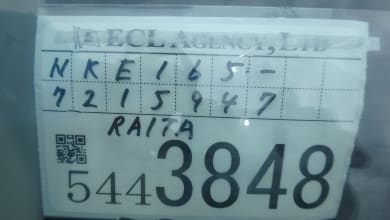 ECL AGENCY, LTD
NKE165-
7215947
RAITA
5443848